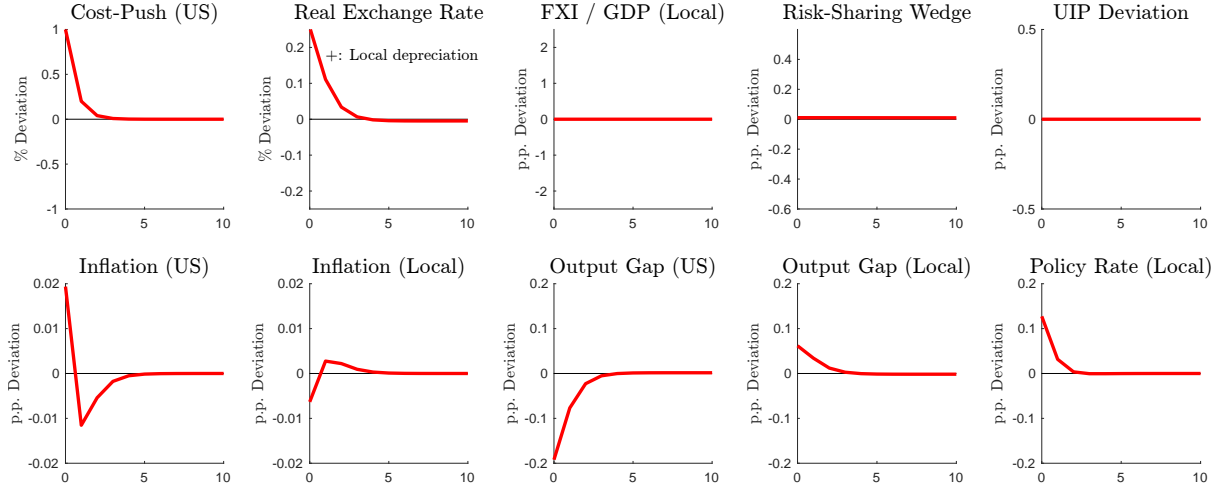 Cost-Push (US)
% Deviation
1
0.5
0
-0.5
-1
0 5 10
Real Exchange Rate
+: Local depreciation
% Deviation
0.2
0.1
0
-0.1
-0.2
0 5 10
FXI / GDP (Local)
p.p. Deviation
2
1
0
-1
-2
0 5 10
Risk-Sharing Wedge
p.p. Deviation
0.4
0.2
0
-0.2
-0.4
-0.6
0 5 10
UIP Deviation
p.p. Deviation
0.5
0
-0.5
0 5 10
Inflation (US)
p.p. Deviation
0.02
0.01
0
-0.01
-0.02
0 5 10
Inflation (Local)
p.p. Deviation
0.02
0.01
0
-0.01
-0.02
0 5 10
Output Gap (US)
p.p. Deviation
0.2
0.1
0
-0.1
-0.2
0 5 10
Output Gap (Local)
p.p. Deviation
0.2
0.1
0
-0.1
-0.2
0 5 10
Policy Rate (Local)
p.p. Deviation
0.2
0.1
0
-0.1
-0.2
0 5 10